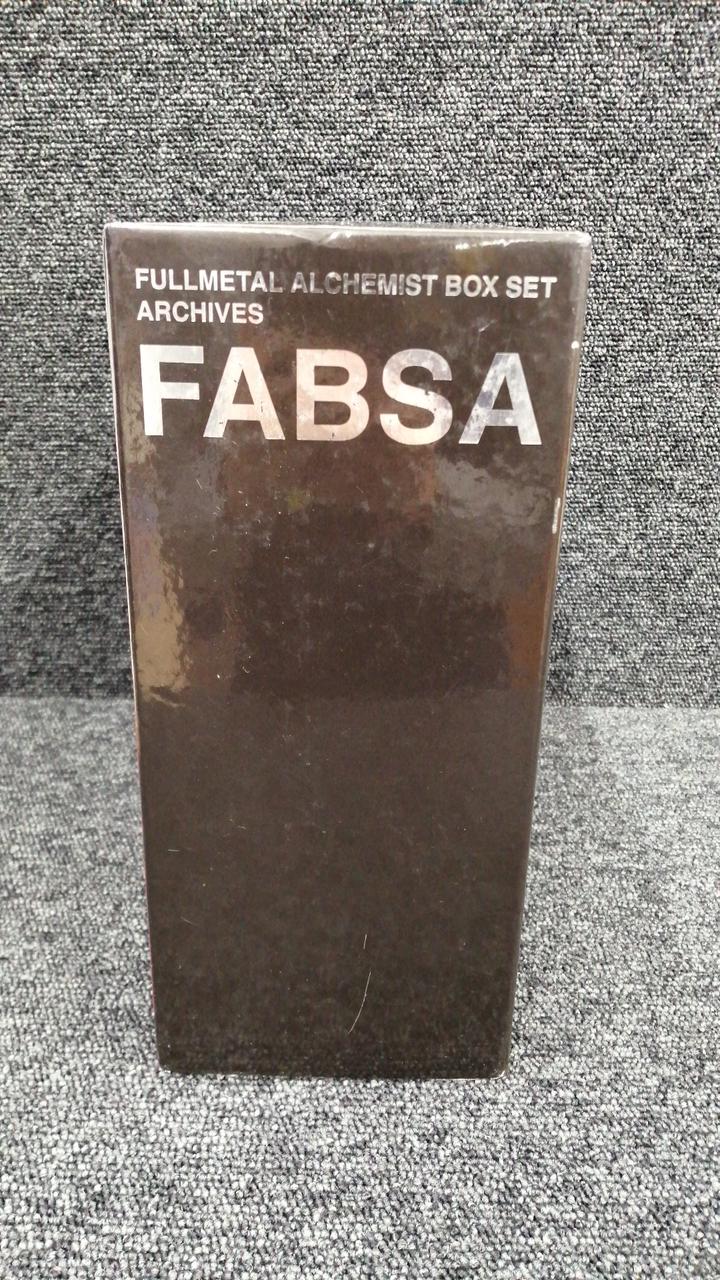 FULLMETAL ALCHEMIST BOX SET
ARCHIVES
FABSA